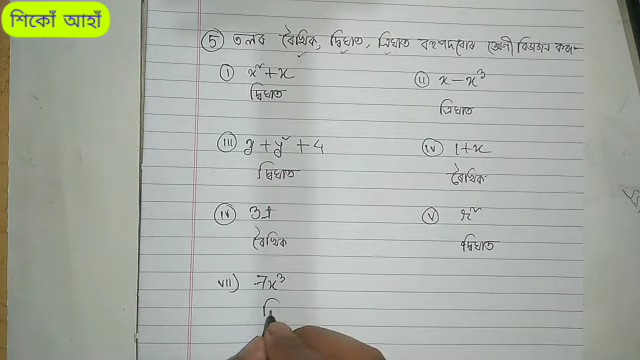 শিকোঁ আহাঁ
5 তলৰ ৰৈখিক, দ্বিঘাত, ত্ৰিঘাত বহুপদবোৰ শ্ৰেণী বিভাজন কৰা-
i x² + x
দ্বিঘাত
ii x − x³
ত্ৰিঘাত
iii y + y² + 4
দ্বিঘাত
iv 1 + x
ৰৈখিক
iv 3t
ৰৈখিক
v r²
দ্বিঘাত
vii) 7x³